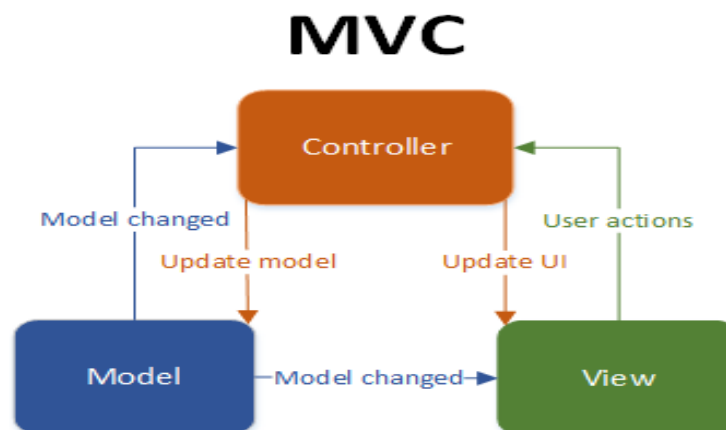 MVC
Controller
Model changed
User actions
Update model
Update UI
Model
Model changed
View